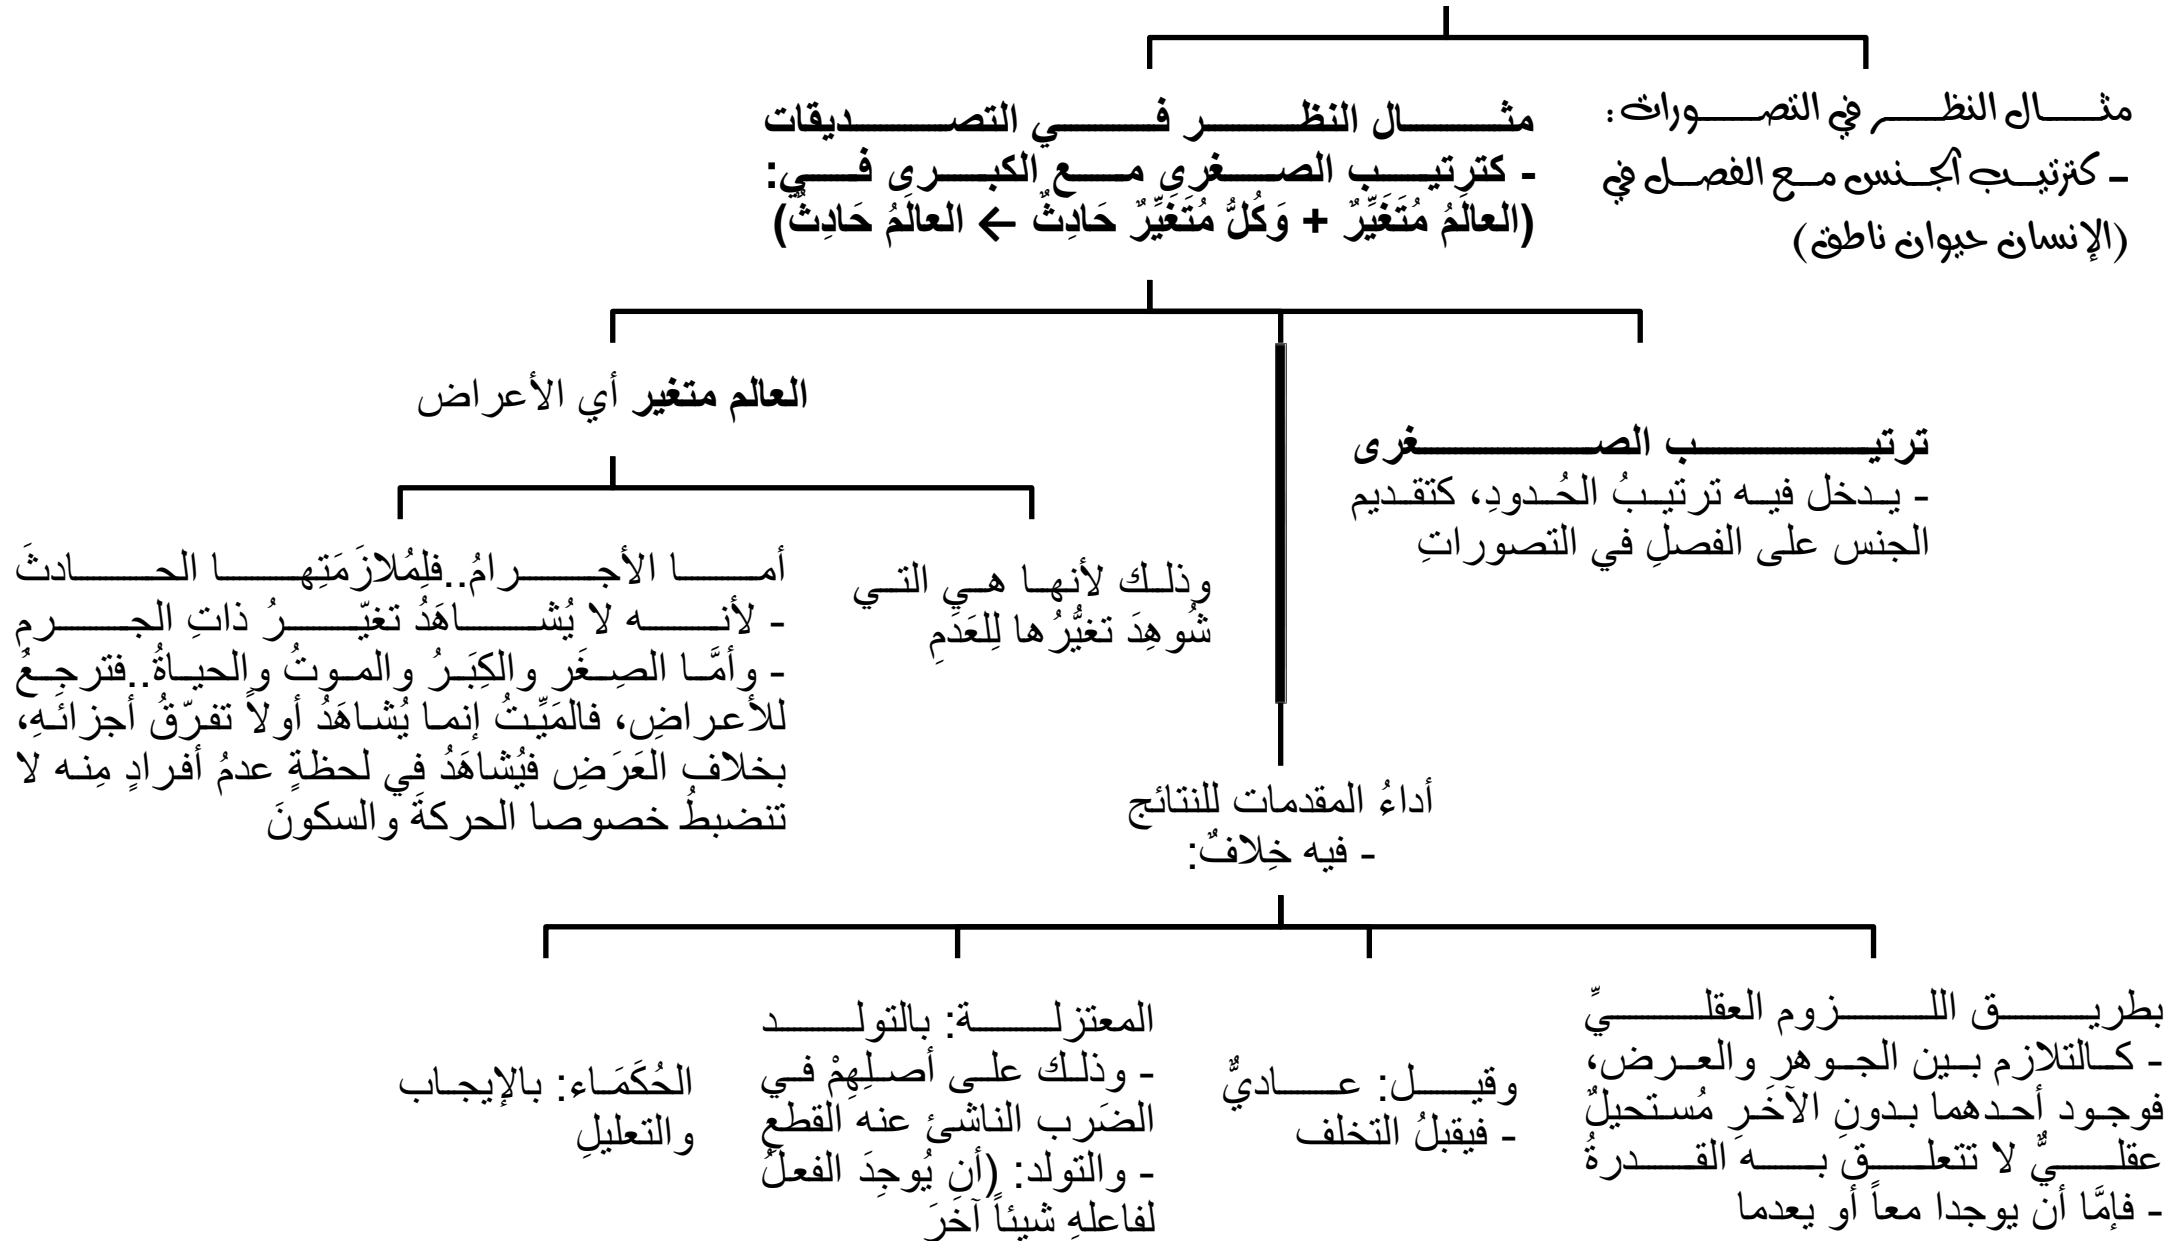 مثال النظر في التصورات:
- كترتيب الجنس مع الفصل في
(الإنسان حيوان ناطق)
مثال النظر في التصديقات
- كترتيب الصغرى مع الكبرى في:
(العالَمُ مُتَغَيِّرٌ + وَكُلُّ مُتَغَيِّرٌ حَادِثٌ ← العالَمُ حَادِثٌ)
ترتيب الصغرى
- يدخل فيه ترتيبُ الحُدودِ، كتقديم
الجنس على الفصلِ في التصوراتِ
العالم متغير أي الأعراض
وذلك لأنها هي التي
شُوهِدَ تغيُّرُها لِلعَدَمِ
أما الأجرامُ..فلِمُلازَمَتِها الحادثَ
- لأنه لا يُشاهَدُ تغيّرُ ذاتِ الجرم
- وأمَّا الصِغَر والكِبَرُ والموتُ والحياةُ..فترجِعُ
للأعراضِ، فالمَيِّتُ إنما يُشاهَدُ أولاً تفرّقُ أجزائهِ،
بخلاف العَرَضِ فيُشاهَدُ في لحظةٍ عدمُ أفرادٍ مِنه لا
تنضبطُ خصوصا الحركةَ والسكونَ
أداءُ المقدمات للنتائج
- فيه خِلافٌ:
بطريق اللزوم العقليِّ
- كالتلازم بين الجوهر والعرض،
فوجود أحدهما بدونِ الآخَرِ مُستحيلٌ
عقليٌّ لا تتعلق به القدرةُ
- فإمَّا أن يوجدا معاً أو يعدما
وقيل: عاديٌّ
- فيقبلُ التخلف
المعتزلة: بالتولد
- وذلك على أصلِهِمْ في
الضَرب الناشئ عنه القطع
- والتولد: (أن يُوجِدَ الفعلُ
لفاعلهِ شيئاً آخَرَ
الحُكَمَاء: بالإيجاب
والتعليلِ